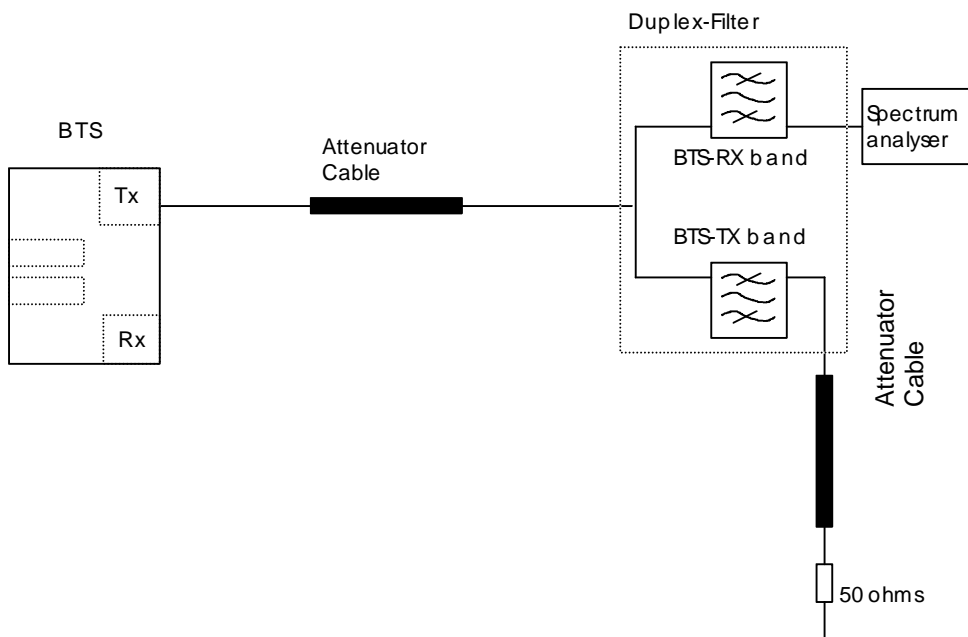 Duplex-Filter
BTS
Tx
Rx
Attenuator
Cable
BTS-RX band
Spectrum
analyser
BTS-TX band
Attenuator
Cable
50 ohms